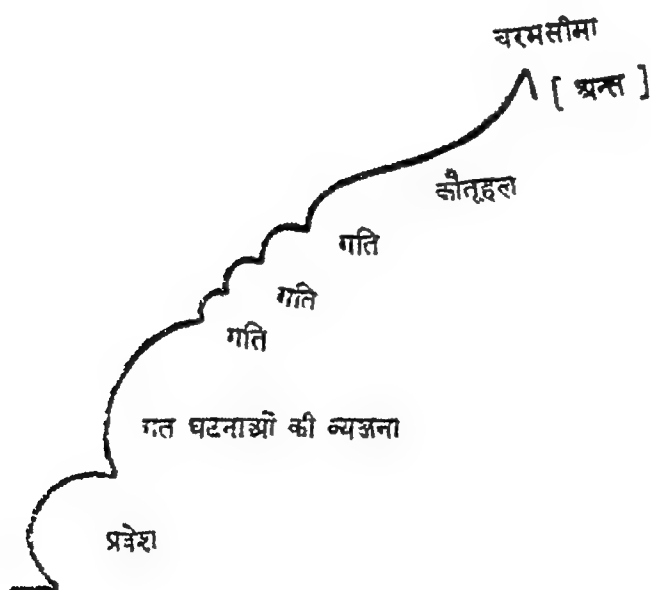 चरमसीमा
[ अन्त ]
कौतूहल
गति
गति
गति
गत घटनाओं की व्यञ्जना
प्रवेश